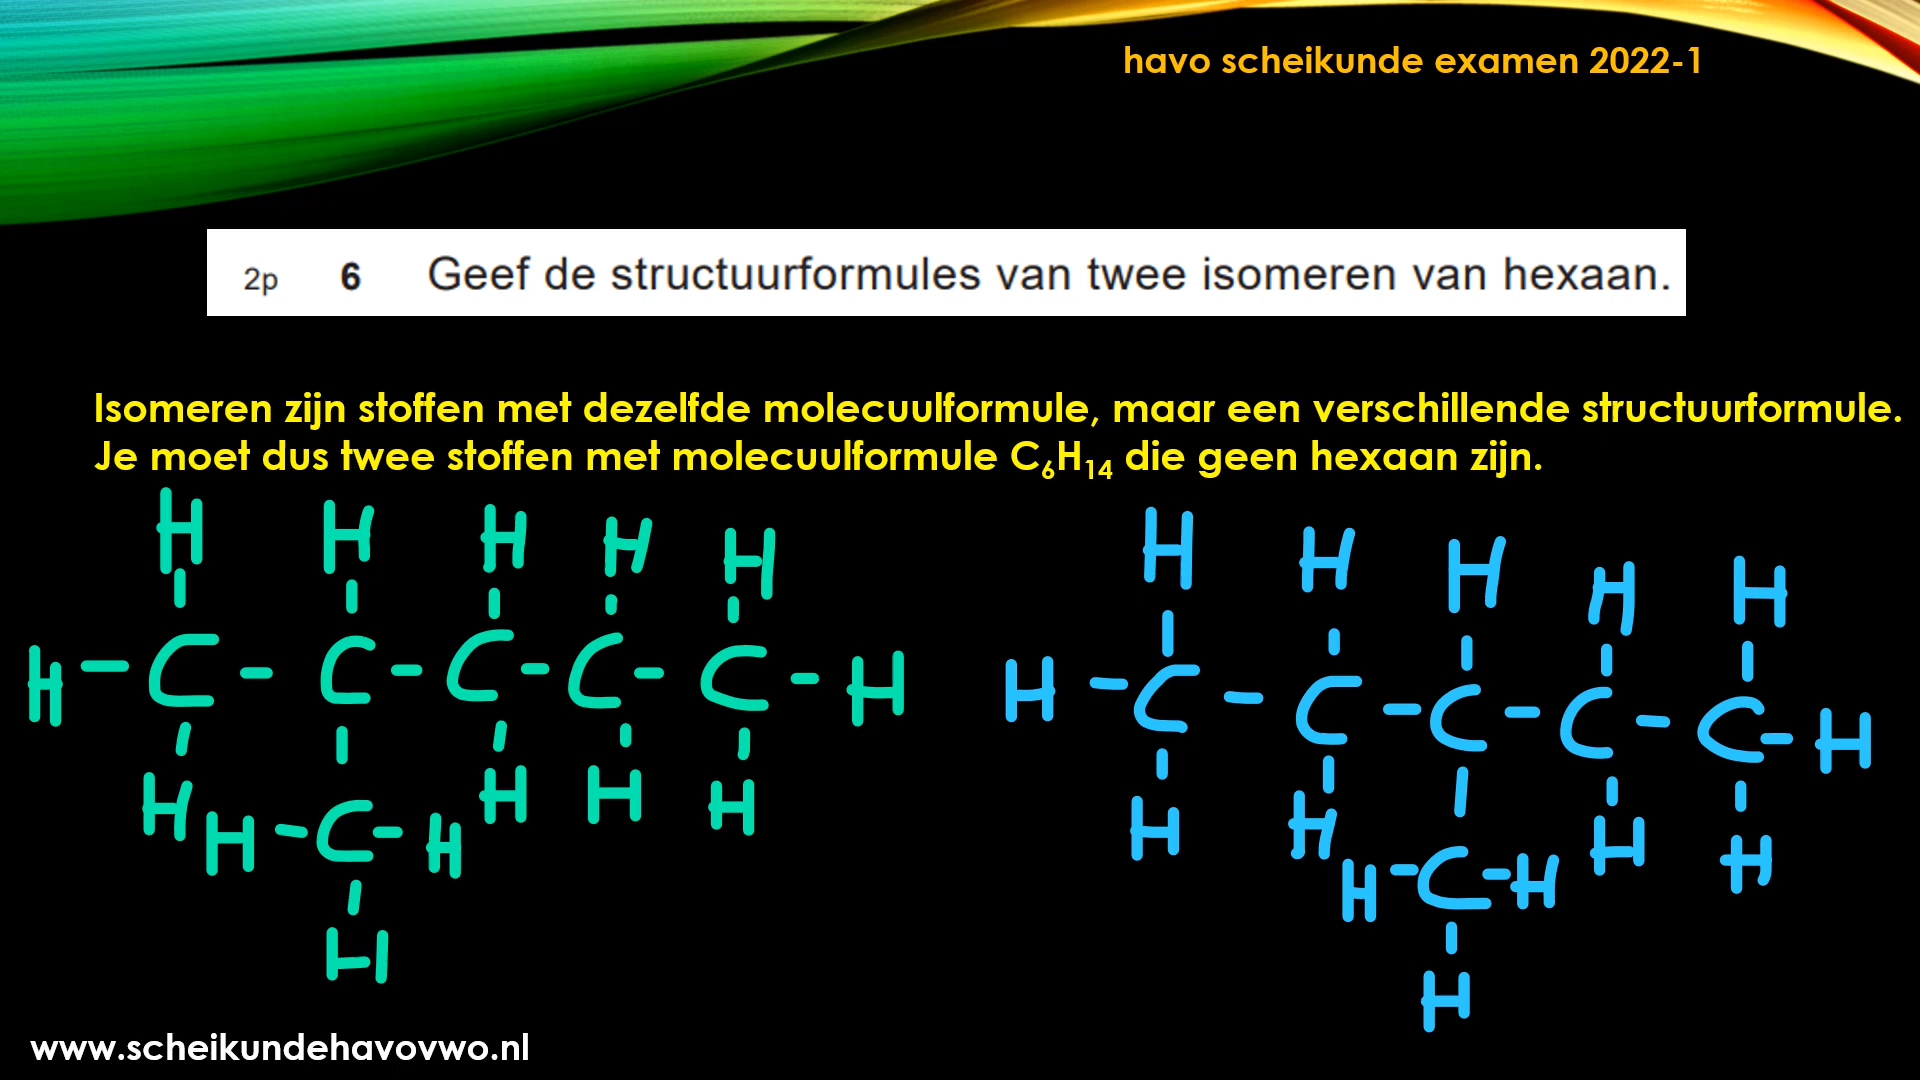 havo scheikunde examen 2022-1
2p 6 Geef de structuurformules van twee isomeren van hexaan.
Isomeren zijn stoffen met dezelfde molecuulformule, maar een verschillende structuurformule.
Je moet dus twee stoffen met molecuulformule C₆H₁₄ die geen hexaan zijn.
H H H H H
H - C - C - C - C - C - H
H H H H
H - C - H
H
H H H H H
H - C - C - C - C - C - H
H H H H
H - C - H
H
www.scheikundehavovwo.nl